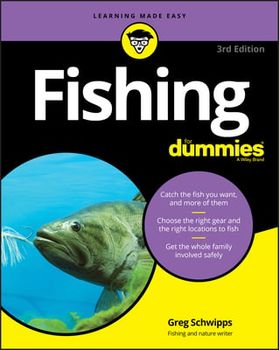 LEARNING MADE EASY
3rd Edition
Fishing
for
dummies
A Wiley Brand
Catch the fish you want,
and more of them
Choose the right gear and
the right locations to fish
Get the whole family
involved safely
Greg Schwipps
Fishing and nature writer